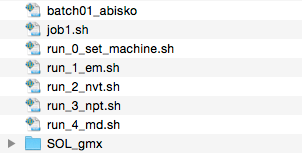 batch01_abisko
job1.sh
run_0_set_machine.sh
run_1_em.sh
run_2_nvt.sh
run_3_npt.sh
run_4_md.sh
SOL_gmx